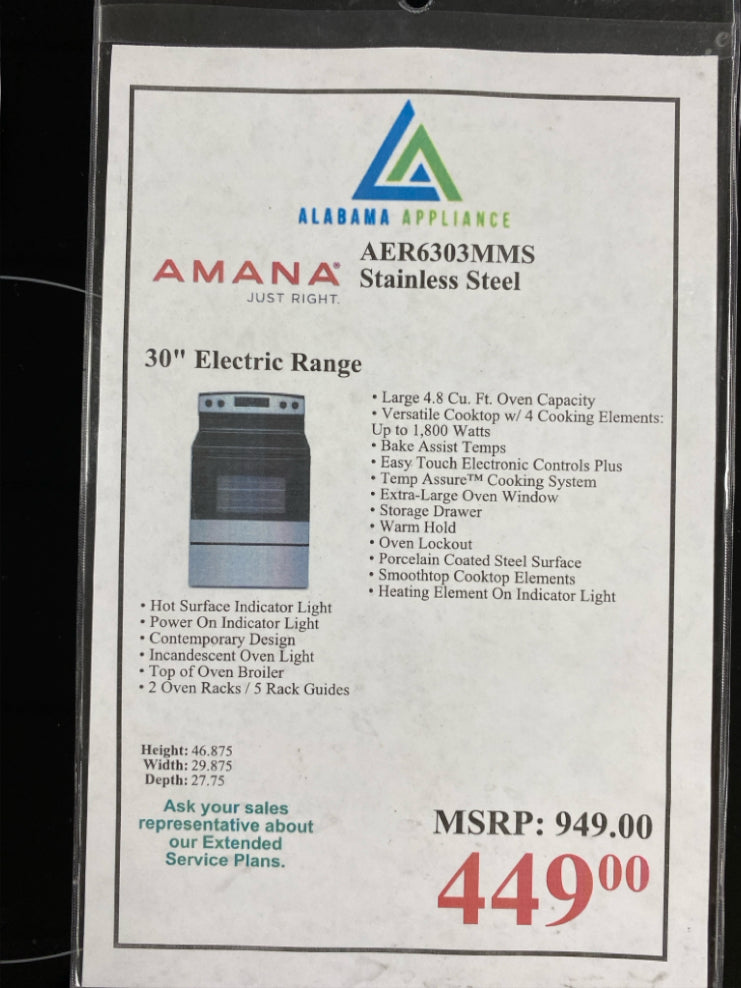 ALABAMA APPLIANCE
AMANA®
JUST RIGHT.
AER6303MMS
Stainless Steel
30" Electric Range
• Large 4.8 Cu. Ft. Oven Capacity
• Versatile Cooktop w/ 4 Cooking Elements:
Up to 1,800 Watts
• Bake Assist Temps
• Easy Touch Electronic Controls Plus
• Temp Assure™ Cooking System
• Extra-Large Oven Window
• Storage Drawer
• Warm Hold
• Oven Lockout
• Porcelain Coated Steel Surface
• Smoothtop Cooktop Elements
• Heating Element On Indicator Light
• Hot Surface Indicator Light
• Power On Indicator Light
• Contemporary Design
• Incandescent Oven Light
• Top of Oven Broiler
• 2 Oven Racks / 5 Rack Guides
Height: 46.875
Width: 29.875
Depth: 27.75
Ask your sales
representative about
our Extended
Service Plans.
MSRP: 949.00
449⁰⁰